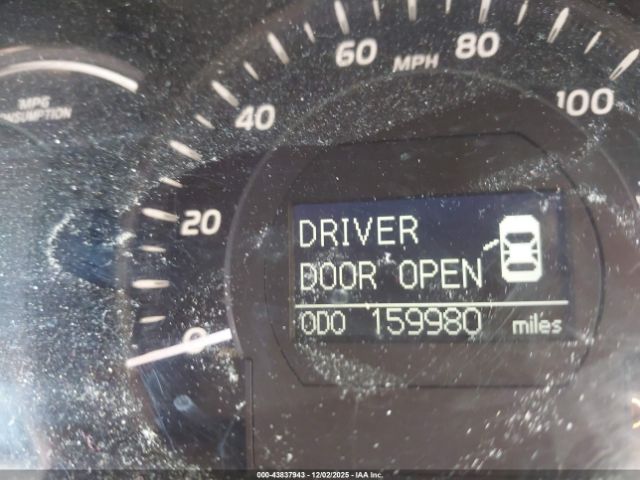 60 MPH 80
40 100
MPG
CONSUMPTION
20
DRIVER
DOOR OPEN
0
ODO 159980 miles
000-43837943 | 12/02/2025 | IAA Inc.